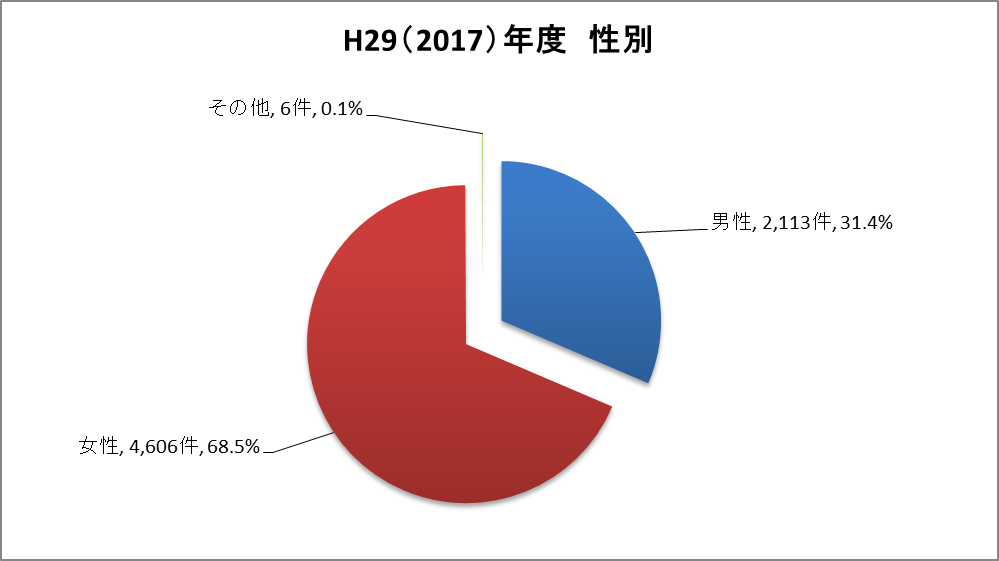 H29（2017）年度　性別
その他, 6件, 0.1%
男性, 2,113件, 31.4%
女性, 4,606件, 68.5%